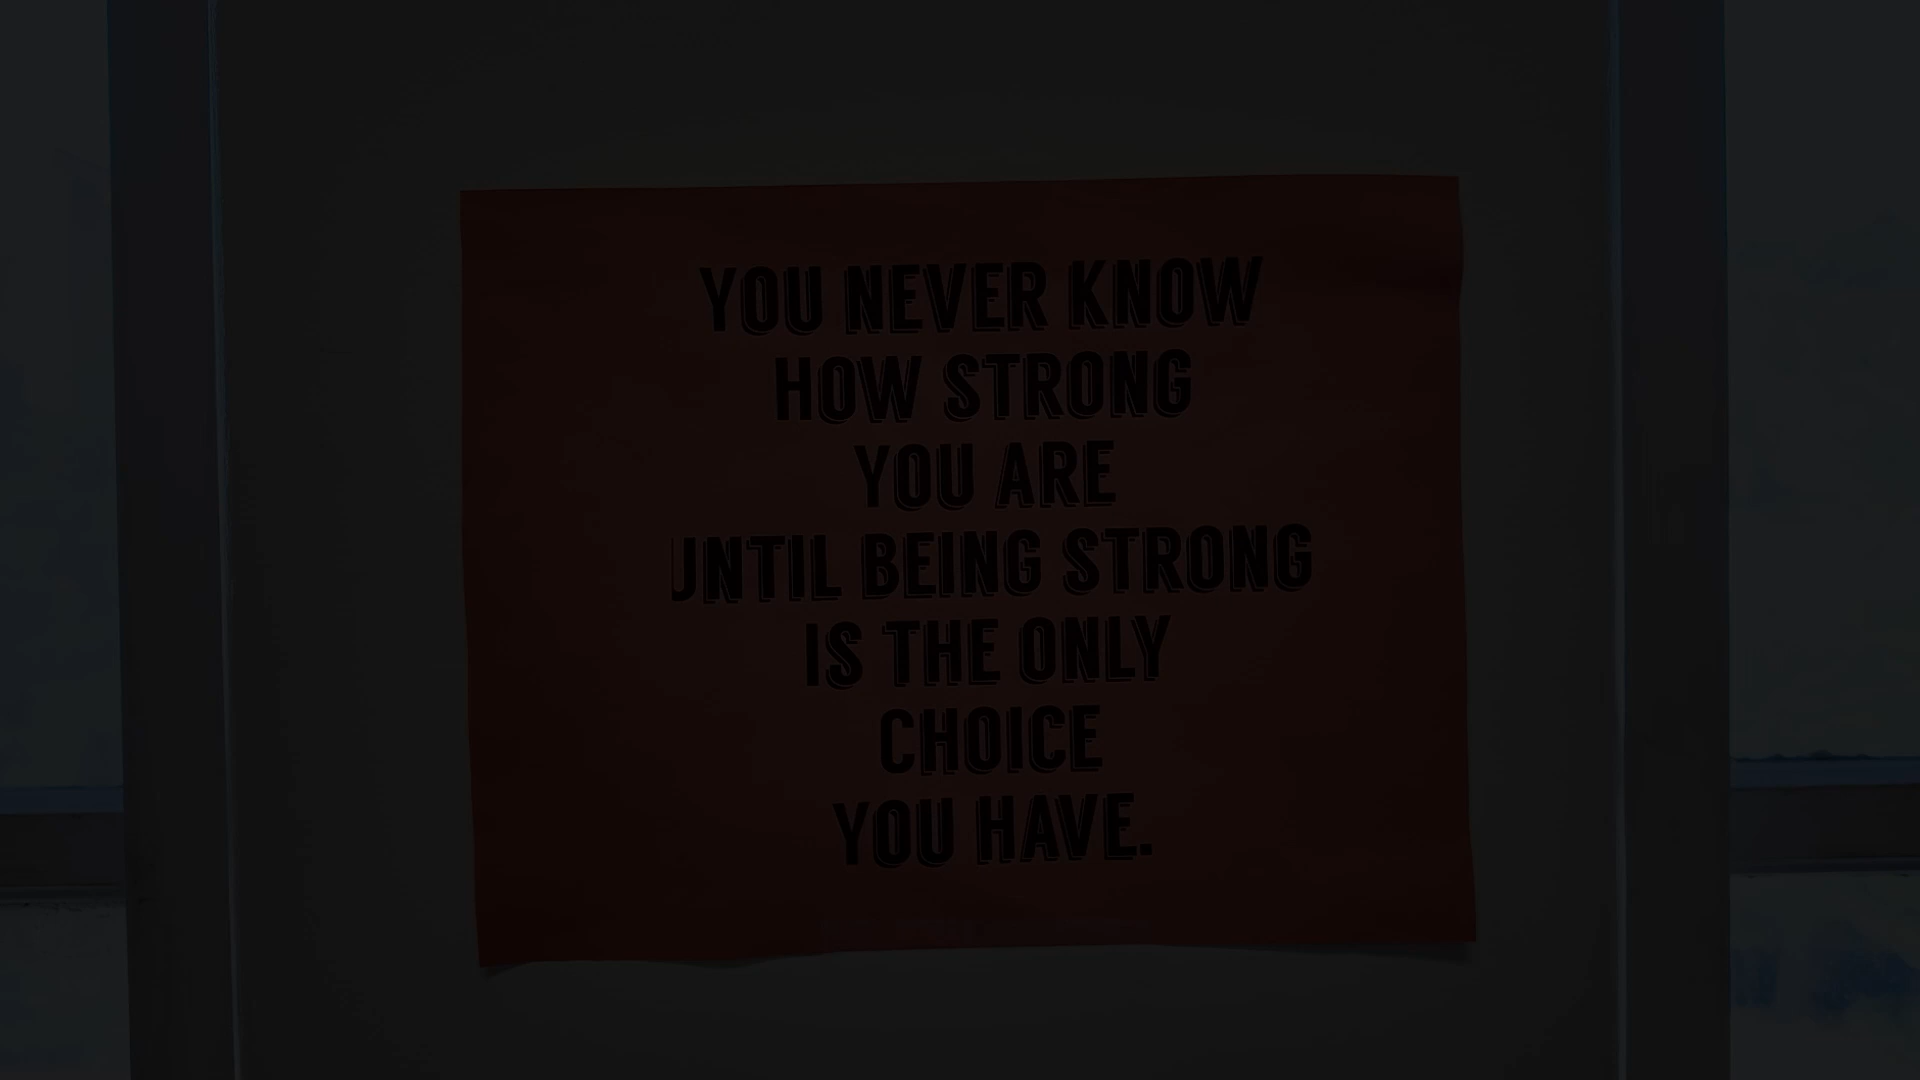 YOU NEVER KNOW
HOW STRONG
YOU ARE
UNTIL BEING STRONG
IS THE ONLY
CHOICE
YOU HAVE.